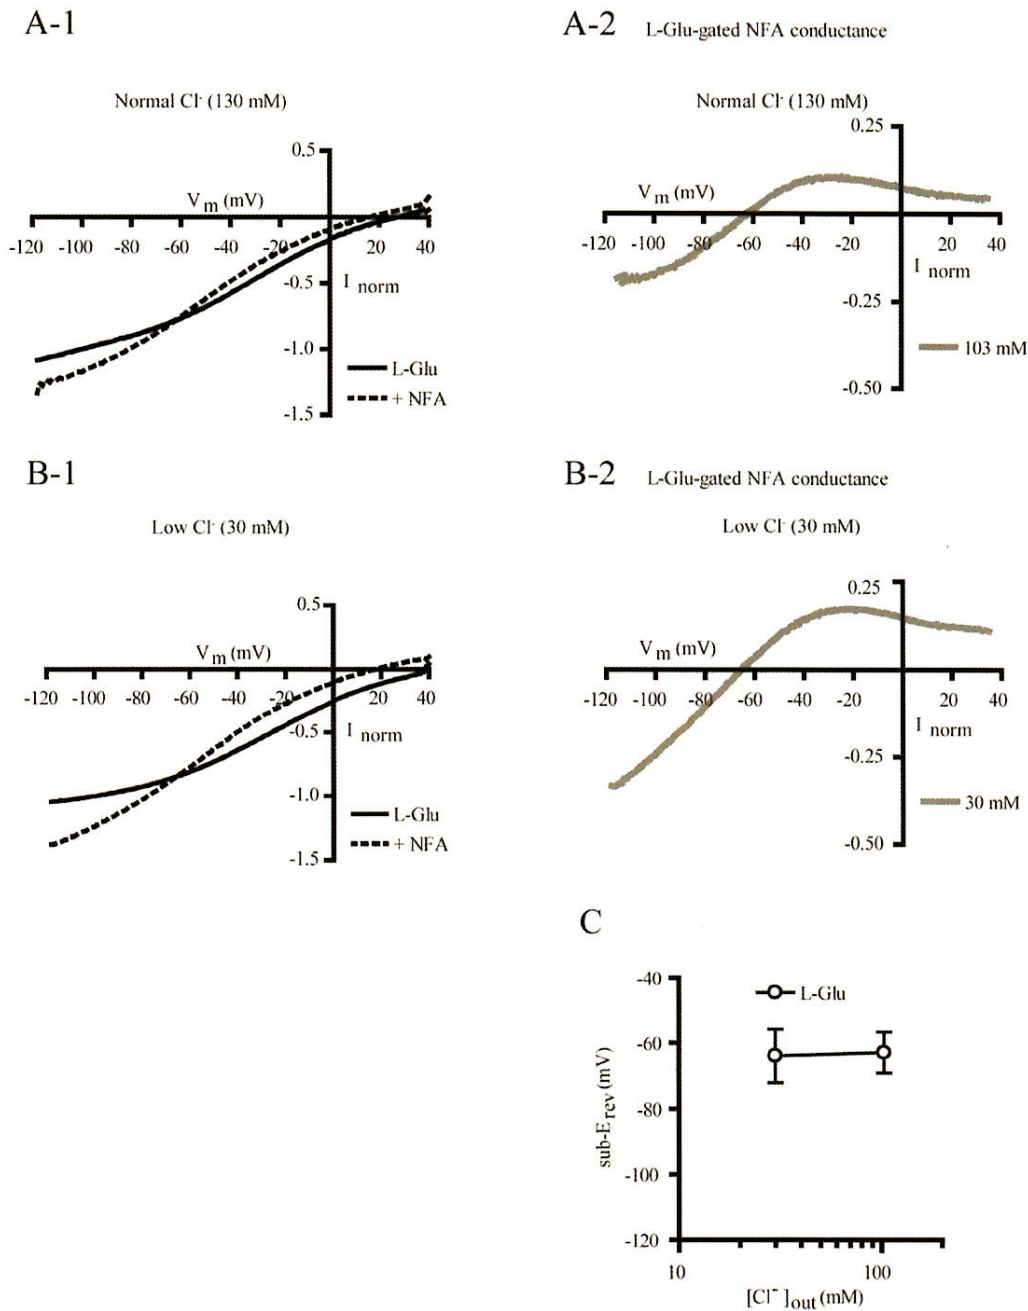 A-1
Normal Cl- (130 mM)
0.5
Vm (mV)
-120 -100 -80 -60 -40 -20 20 40
-0.5
I norm
-1.0
-1.5
L-Glu
+ NFA
A-2
L-Glu-gated NFA conductance
Normal Cl- (130 mM)
0.25
Vm (mV)
-120 -100 -80 -60 -40 -20 20 40
I norm
-0.25
-0.50
103 mM
B-1
Low Cl- (30 mM)
0.5
Vm (mV)
-120 -100 -80 -60 -40 -20 20 40
-0.5
I norm
-1.0
-1.5
L-Glu
+ NFA
B-2
L-Glu-gated NFA conductance
Low Cl- (30 mM)
0.25
Vm (mV)
-120 -100 -80 -60 -40 -20 20 40
I norm
-0.25
-0.50
30 mM
C
-40
-60
-80
-100
-120
sub-Erev (mV)
L-Glu
10 100
[Cl- ]out (mM)